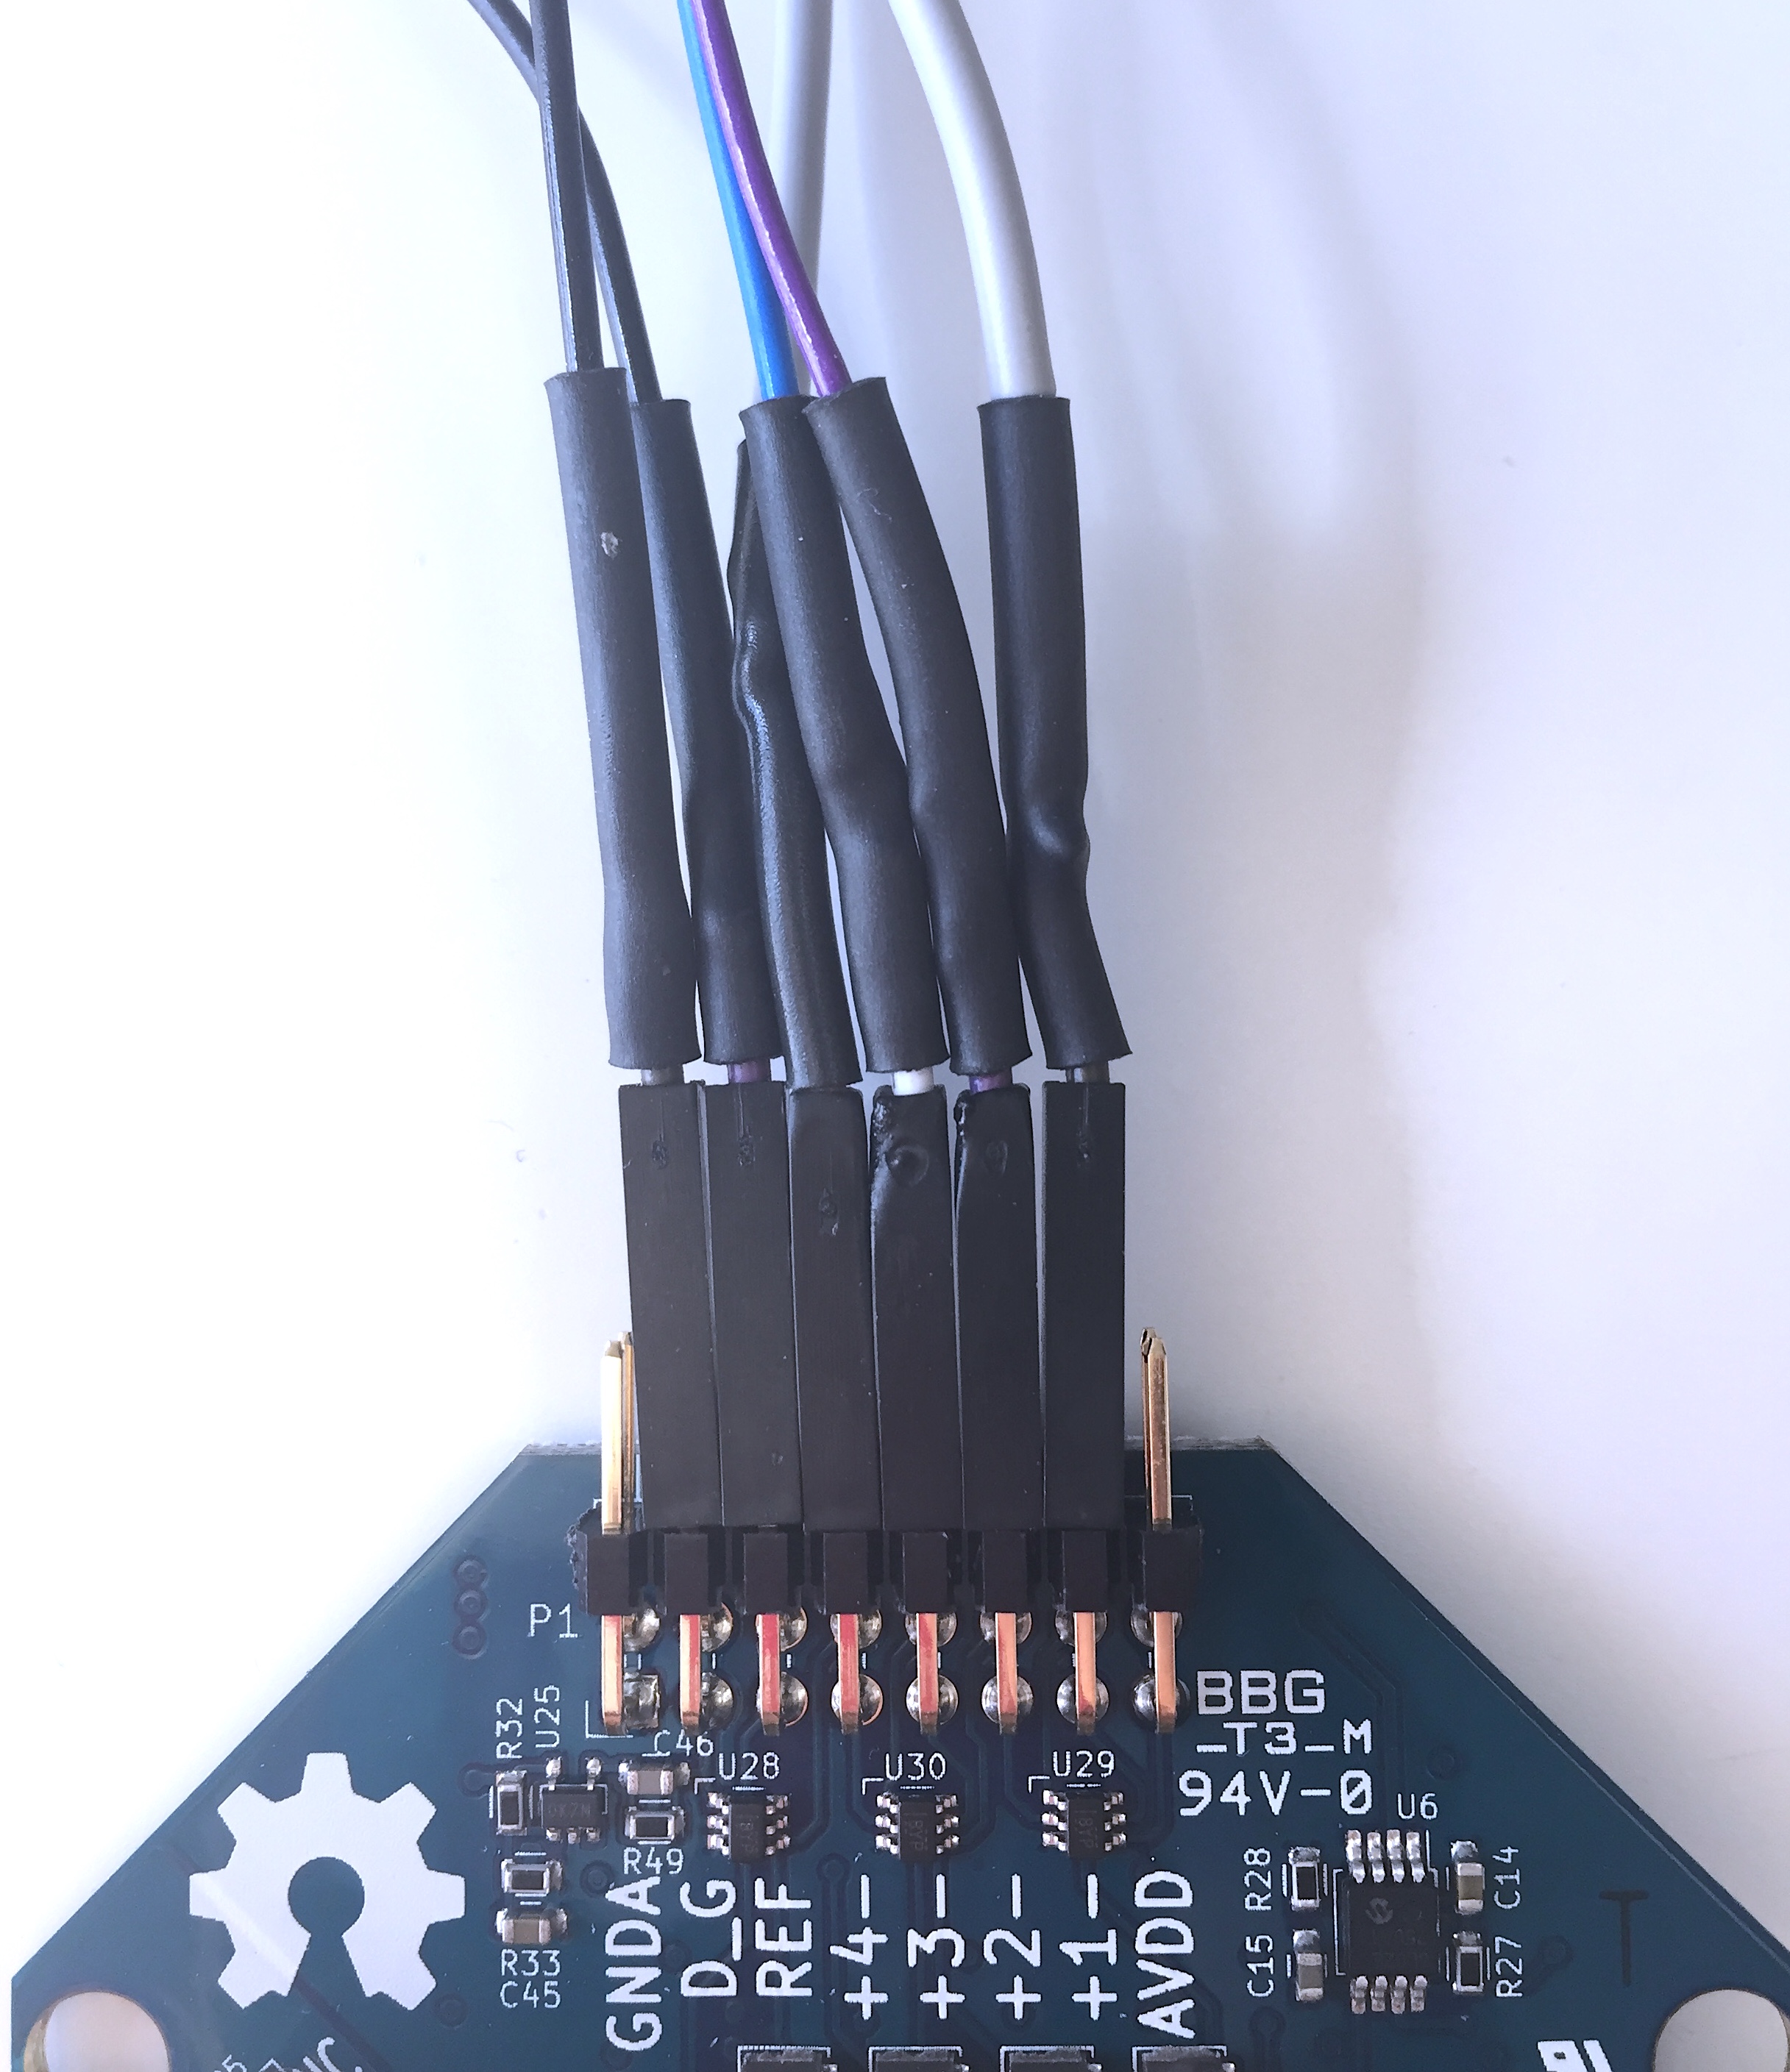 P1
BBG
_T3_M
94V-0
R32
U25
C46
U28
U30
U29
U6
R49
R33
C45
R28
C14
C15
R27
GNDA
D_G
REF
+4-
+3-
+2-
+1-
AVDD
T